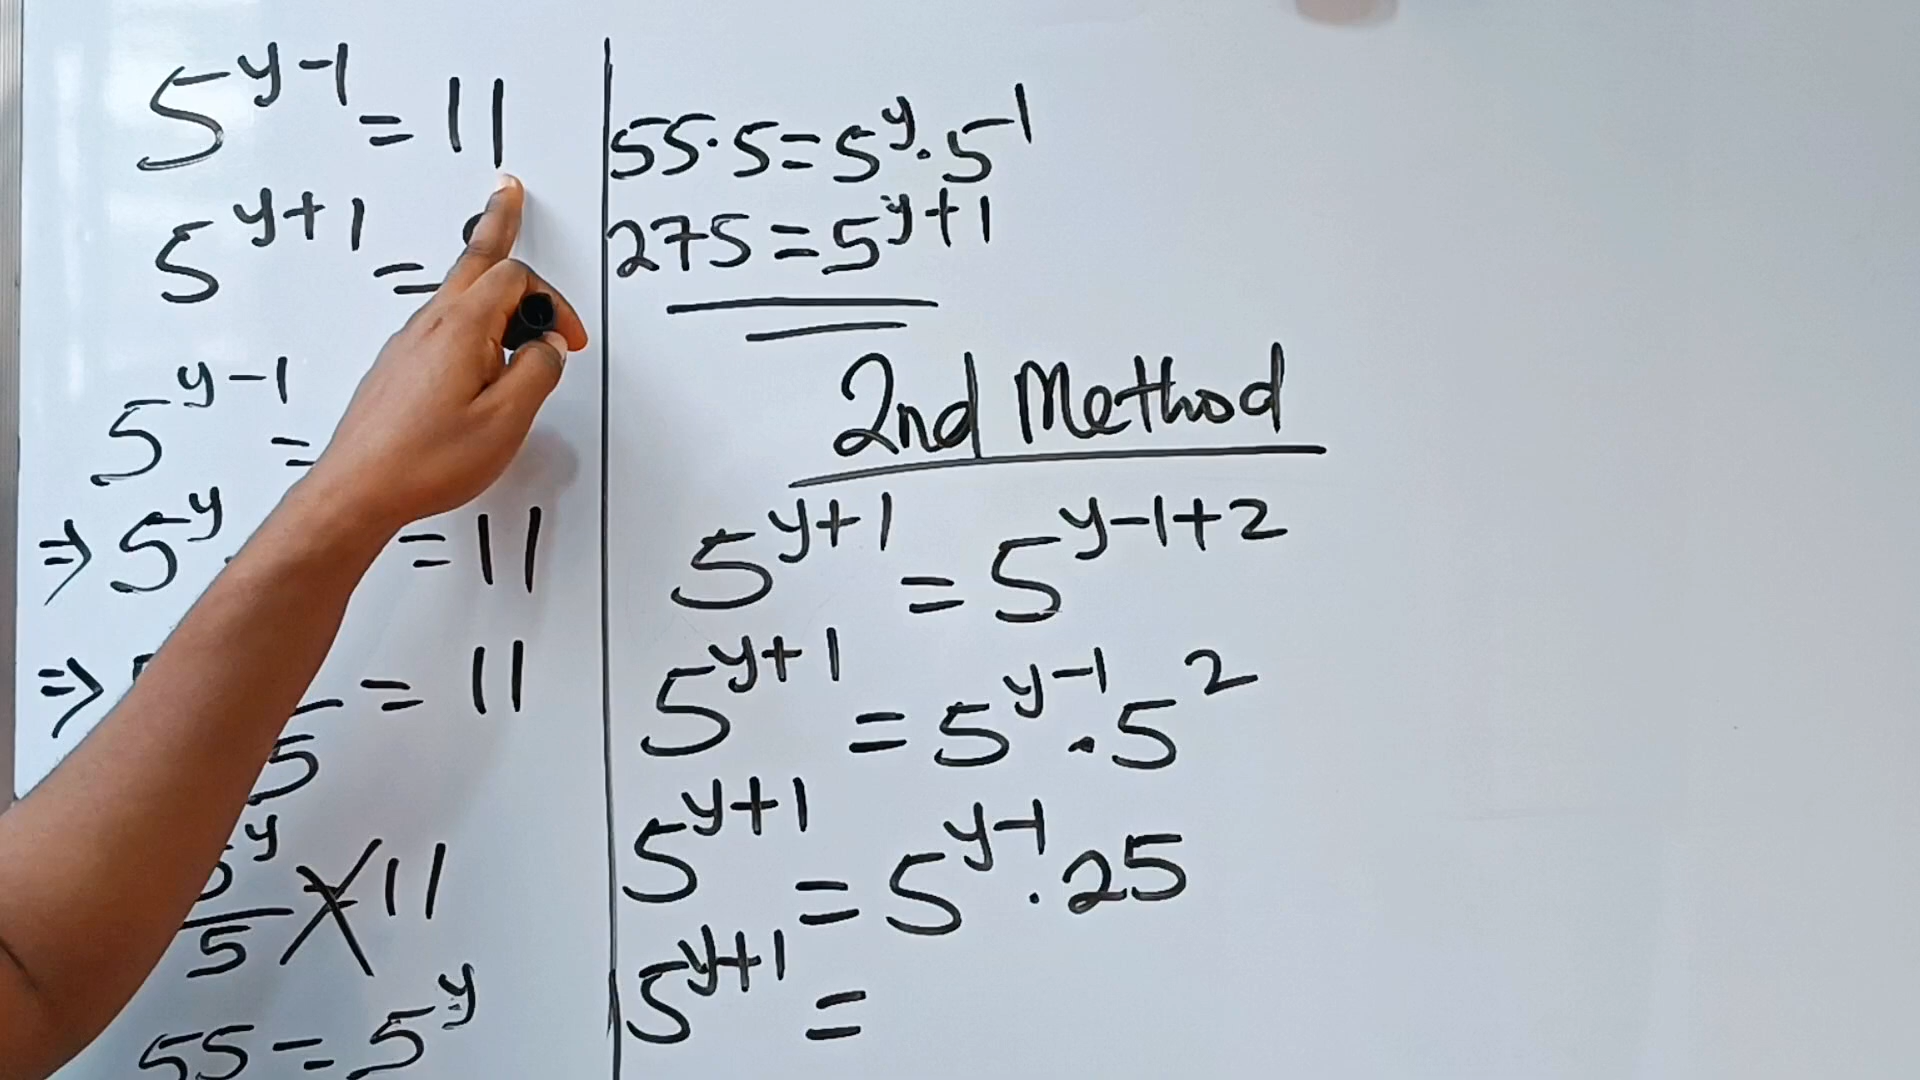 5^{y-1} = 11
5^{y+1} =
5^{y-1} =
⇒ 5^y = 11
⇒ 5 = 11
5^y/5 = 11
55 = 5^y
55·5 = 5^y·5^1
275 = 5^{y+1}
2nd Method
5^{y+1} = 5^{y-1+2}
5^{y+1} = 5^{y-1}·5^2
5^{y+1} = 5^{y-1}·25
5^{y+1} =